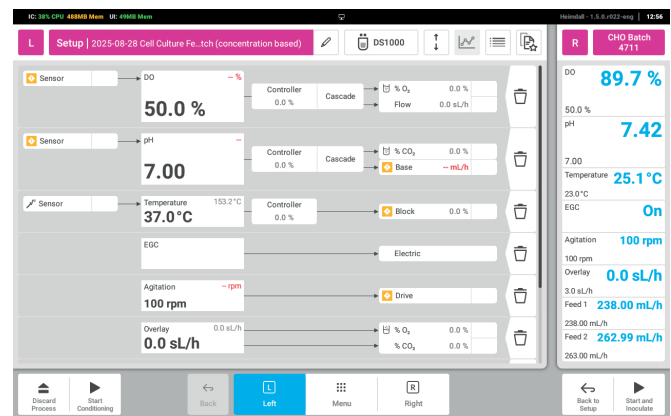 IC: 38% CPU 488MB Mem UI: 49MB Mem
Heimdall - 1.5.0.r022-eng 12:56
L Setup | 2025-08-28 Cell Culture Fe...tch (concentration based) DS1000
R CHO Batch
4711
Sensor DO -- %
50.0 %
Controller
0.0 %
Cascade
% O₂ 0.0 %
Flow 0.0 sL/h
Sensor pH --
7.00
Controller
0.0 %
Cascade
% CO₂ 0.0 %
Base -- mL/h
Sensor Temperature 153.2°C
37.0°C
Controller
0.0 %
Block 0.0 %
EGC
Electric
Agitation -- rpm
100 rpm
Drive
Overlay 0.0 sL/h
0.0 sL/h
% O₂ 0.0 %
% CO₂ 0.0 %
DO 89.7 %
50.0 %
pH 7.42
7.00
Temperature 25.1°C
23.0°C
EGC On
Agitation 100 rpm
100 rpm
Overlay 0.0 sL/h
3.0 sL/h
Feed 1 238.00 mL/h
238.00 mL/h
Feed 2 262.99 mL/h
263.00 mL/h
Discard
Process
Start
Conditioning
Back
L
Left
Menu
R
Right
Back to
Setup
Start and
Inoculate